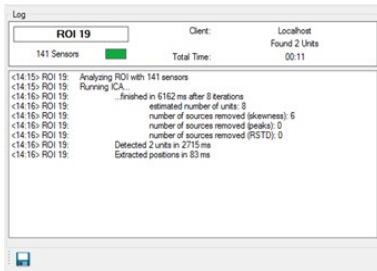 Log
ROI 19
Client:
Localhost
Found 2 Units
141 Sensors
Total Time:
00:11
<14:15> ROI 19: Analyzing ROI with 141 sensors
<14:15> ROI 19: Running ICA...
<14:16> ROI 19: ...finished in 6162 ms after 8 iterations
<14:16> ROI 19: estimated number of units: 8
<14:16> ROI 19: number of sources removed (skewness): 6
<14:16> ROI 19: number of sources removed (peaks): 0
<14:16> ROI 19: number of sources removed (RSTD): 0
<14:16> ROI 19: Detected 2 units in 2715 ms
<14:16> ROI 19: Extracted positions in 83 ms